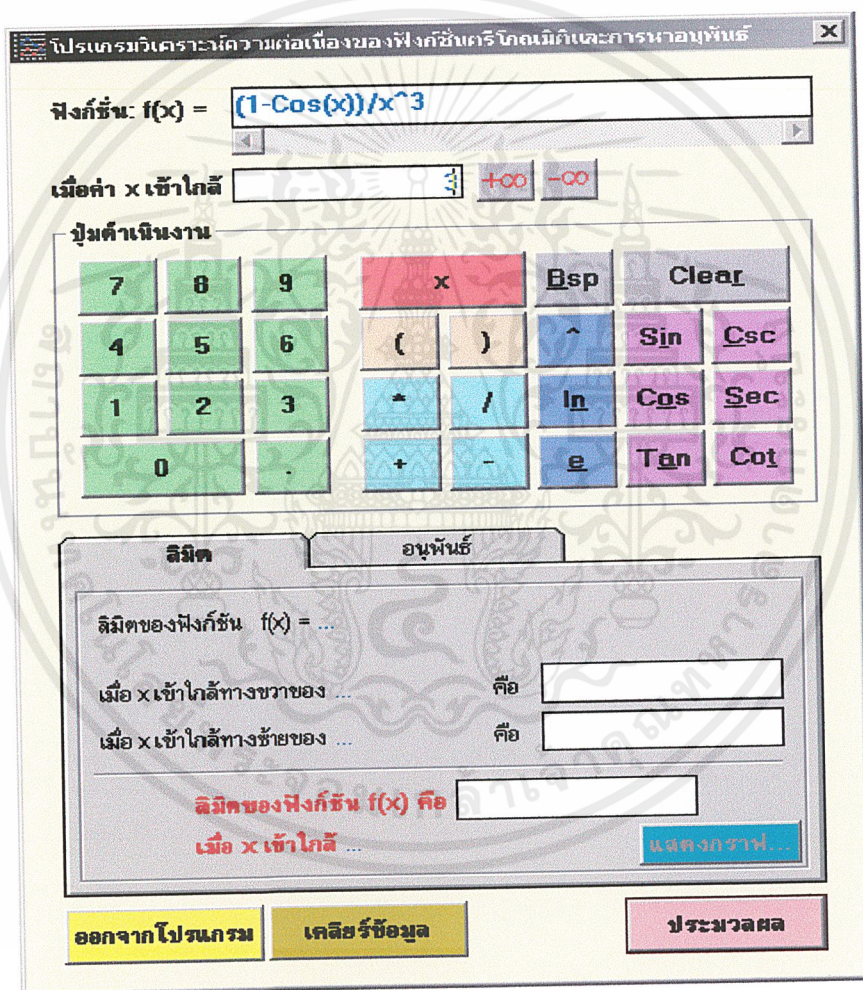 โปรแกรมวิเคราะห์ความต่อเนื่องของฟังก์ชั่นตรีโกณมิติและการหาอนุพันธ์
ฟังก์ชั่น: f(x) = (1-Cos(x))/x^3
เมื่อค่า x เข้าใกล้ 3 +∞ -∞
ปุ่มดำเนินงาน
7 8 9 x Bsp Clear
4 5 6 ( ) ^ Sin Csc
1 2 3 * / ln Cos Sec
0 . + - e Tan Cot
ลิมิต อนุพันธ์
ลิมิตของฟังก์ชัน f(x) = ...
เมื่อ x เข้าใกล้ทางขวาของ ... คือ
เมื่อ x เข้าใกล้ทางซ้ายของ ... คือ
ลิมิตของฟังก์ชัน f(x) คือ
เมื่อ x เข้าใกล้ ...
แสดงกราฟ...
ออกจากโปรแกรม เคลียร์ข้อมูล ประมวลผล